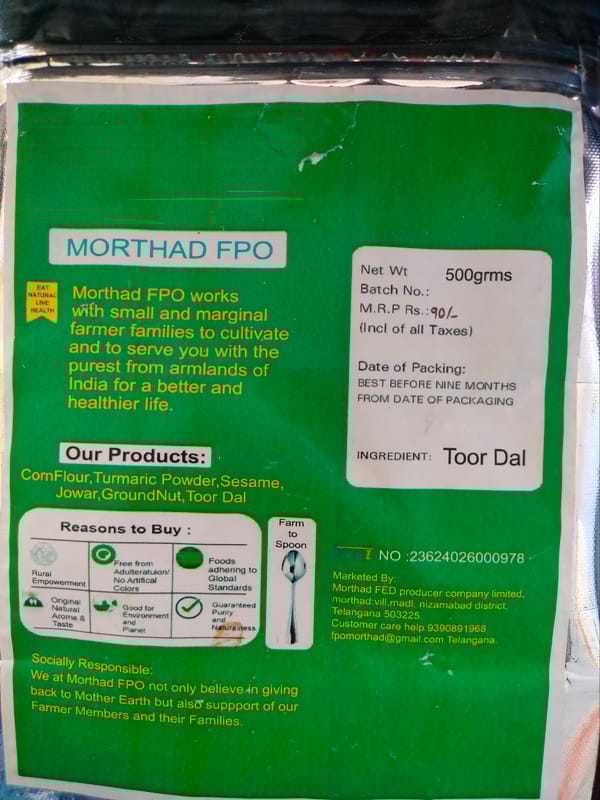 MORTHAD FPO
EAT
NATURAL
LIVE
HEALTH
Morthad FPO works
with small and marginal
farmer families to cultivate
and to serve you with the
purest from armlands of
India for a better and
healthier life.
Our Products:
CornFlour,Turmaric Powder,Sesame,
Jowar,GroundNut,Toor Dal
Reasons to Buy :
Rural
Empowerment
Free from
Adulteratuion/
No Artifical
Colors
Foods
adhering to
Global
Standards
Original
Natural
Aroma &
Taste
Good for
Environment
and
Planet
Guaranteed
Purity
and
Naturalness
Farm
to
Spoon
Socially Responsible:
We at Morthad FPO not only believe in giving
back to Mother Earth but also suppport of our
Farmer Members and their Families.
Net Wt 500grms
Batch No.:
M.R.P Rs.:90/-
(Incl of all Taxes)
Date of Packing:
BEST BEFORE NINE MONTHS
FROM DATE OF PACKAGING
INGREDIENT: Toor Dal
NO :23624026000978
Marketed By:
Morthad FED producer company limited,
morthad:vill,madl, nizamabad district,
Telangana 503225.
Customer care help 9390891968
fpomorthad@gmail.com Telangana.